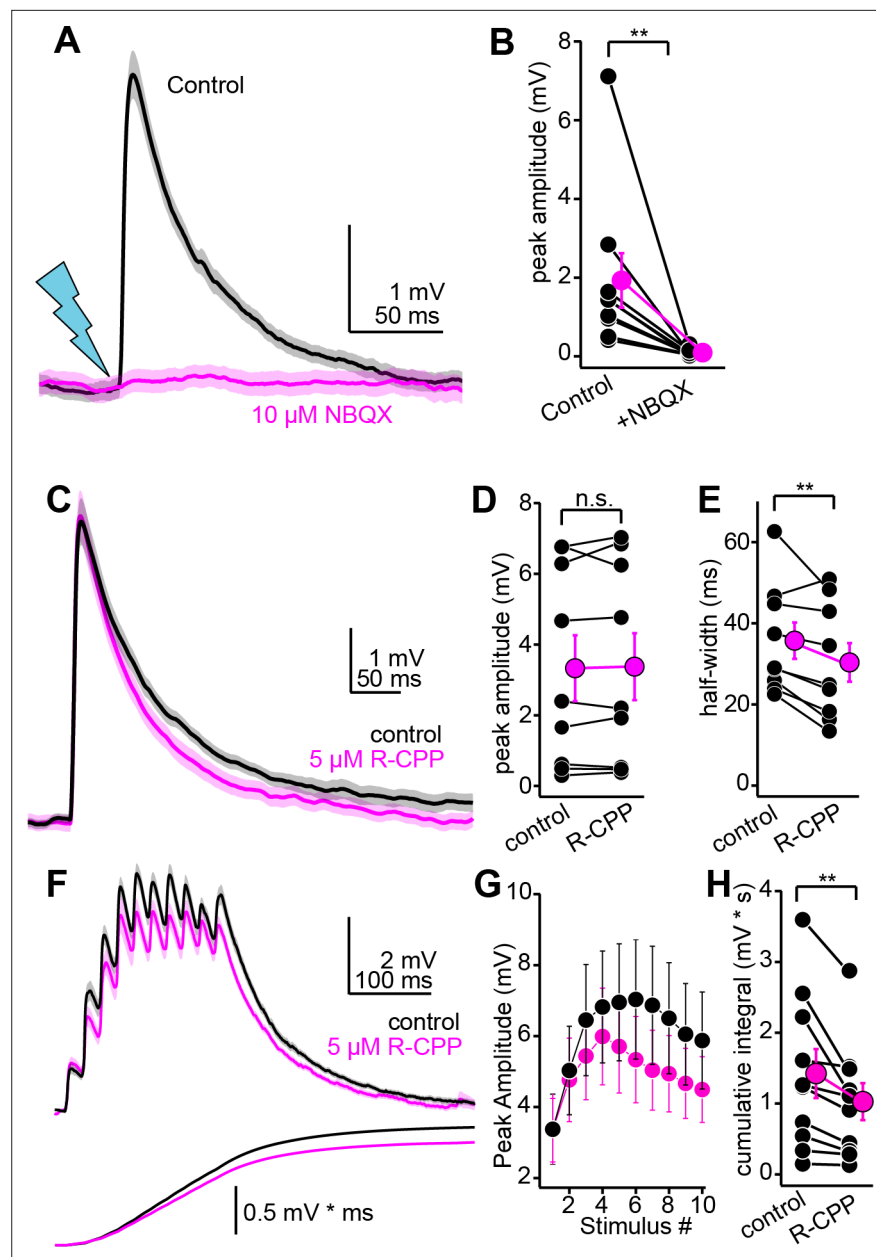 A
Control
1 mV
50 ms
10 µM NBQX
B
**
peak amplitude (mV)
8
6
4
2
0
Control
+NBQX
C
1 mV
50 ms
control
5 µM R-CPP
D
n.s.
peak amplitude (mV)
8
6
4
2
0
control
R-CPP
E
**
half-width (ms)
60
40
20
0
control
R-CPP
F
2 mV
100 ms
control
5 µM R-CPP
0.5 mV * ms
G
Peak Amplitude (mV)
10
8
6
4
2
2 4 6 8 10
Stimulus #
H
**
cumulative integral (mV * s)
4
3
2
1
0
control
R-CPP